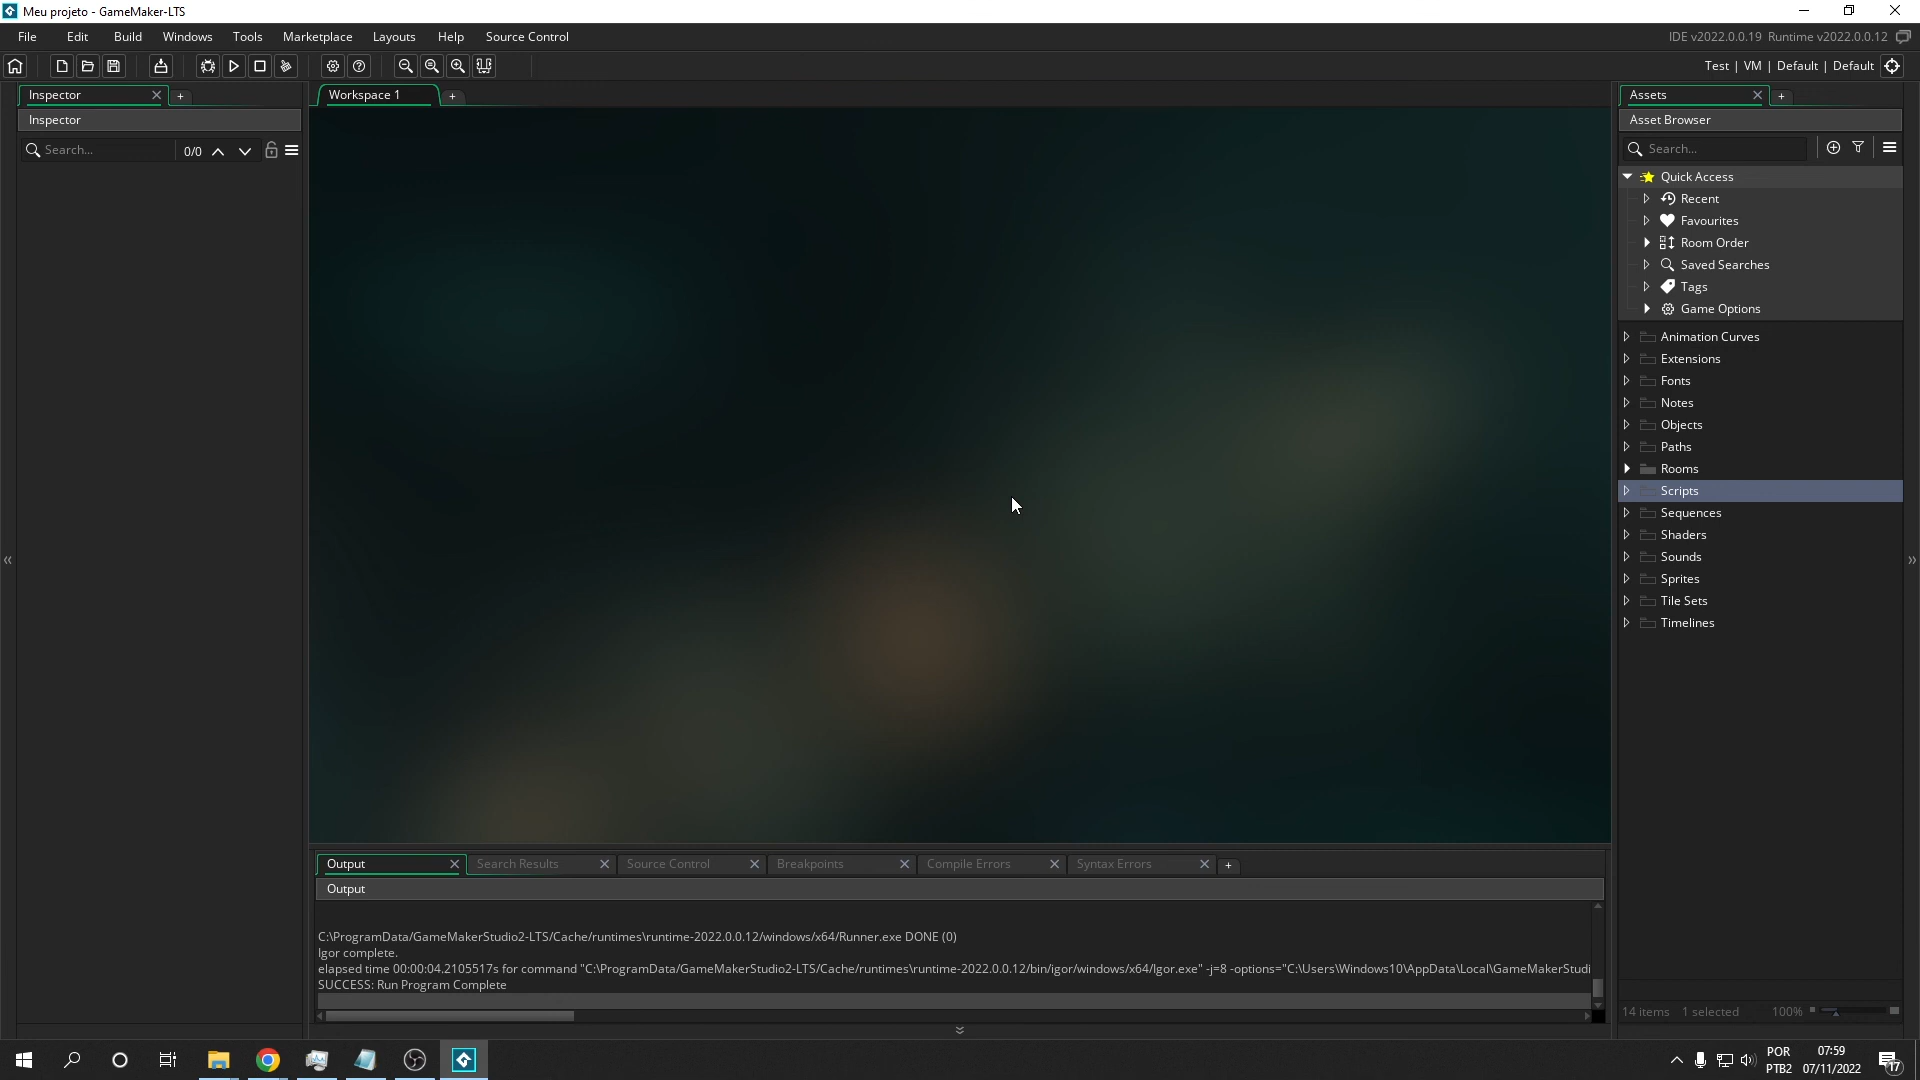 Meu projeto - GameMaker-LTS
File Edit Build Windows Tools Marketplace Layouts Help Source Control
IDE v2022.0.0.19 Runtime v2022.0.0.12
Test | VM | Default | Default
Inspector
Workspace 1
Assets
Inspector
Asset Browser
Search...
0/0
Search...
Quick Access
Recent
Favourites
Room Order
Saved Searches
Tags
Game Options
Animation Curves
Extensions
Fonts
Notes
Objects
Paths
Rooms
Scripts
Sequences
Shaders
Sounds
Sprites
Tile Sets
Timelines
Output
Search Results
Source Control
Breakpoints
Compile Errors
Syntax Errors
Output
C:\ProgramData/GameMakerStudio2-LTS/Cache/runtimes\runtime-2022.0.0.12/windows/x64/Runner.exe DONE (0)
Igor complete.
elapsed time 00:00:04.2105517s for command "C:\ProgramData/GameMakerStudio2-LTS/Cache/runtimes\runtime-2022.0.0.12/bin/igor/windows/x64/Igor.exe" -j=8 -options="C:\Users\Windows10\AppData\Local\GameMakerStudi
SUCCESS: Run Program Complete
14 items 1 selected 100%
POR
PTB2
07:59
07/11/2022
17